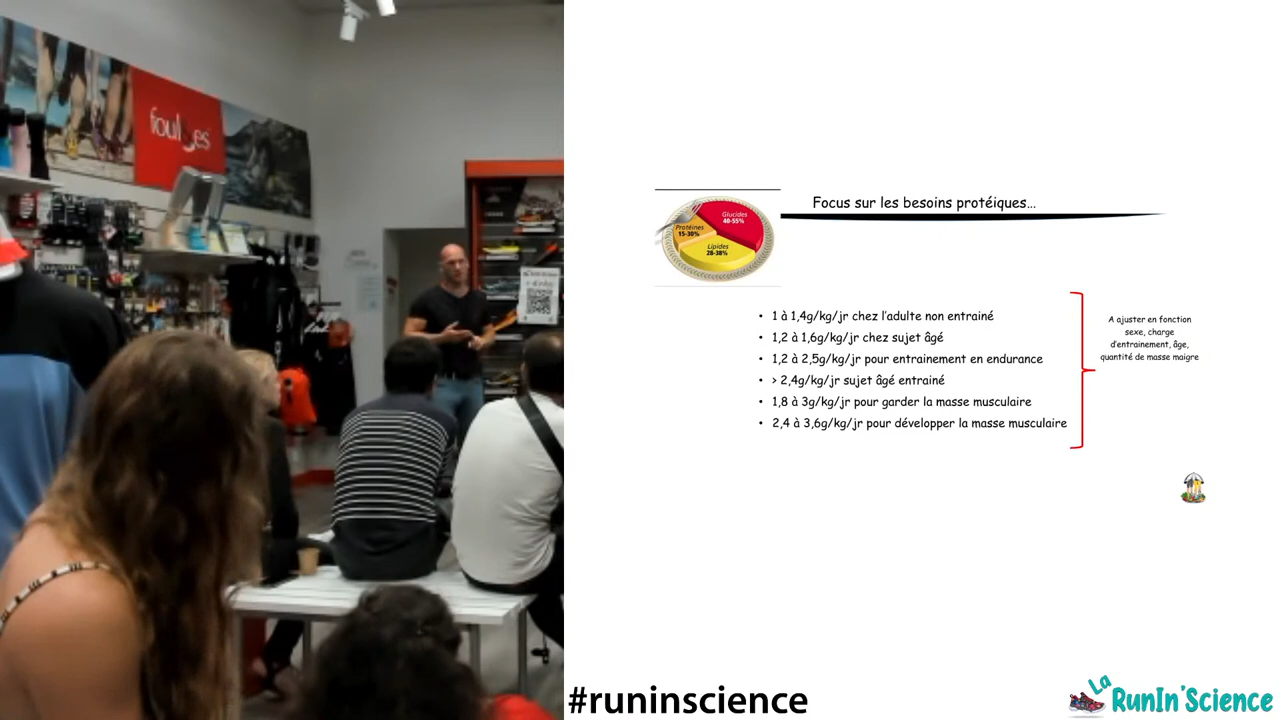 foulées
Focus sur les besoins protéiques...
Glucides
40-55%
Protéines
15-30%
Lipides
28-38%
• 1 à 1,4g/kg/jr chez l'adulte non entrainé
• 1,2 à 1,6g/kg/jr chez sujet âgé
• 1,2 à 2,5g/kg/jr pour entrainement en endurance
• > 2,4g/kg/jr sujet âgé entrainé
• 1,8 à 3g/kg/jr pour garder la masse musculaire
• 2,4 à 3,6g/kg/jr pour développer la masse musculaire
A ajuster en fonction
sexe, charge
d'entrainement, âge,
quantité de masse maigre
#runinscience
La
RunIn'Science